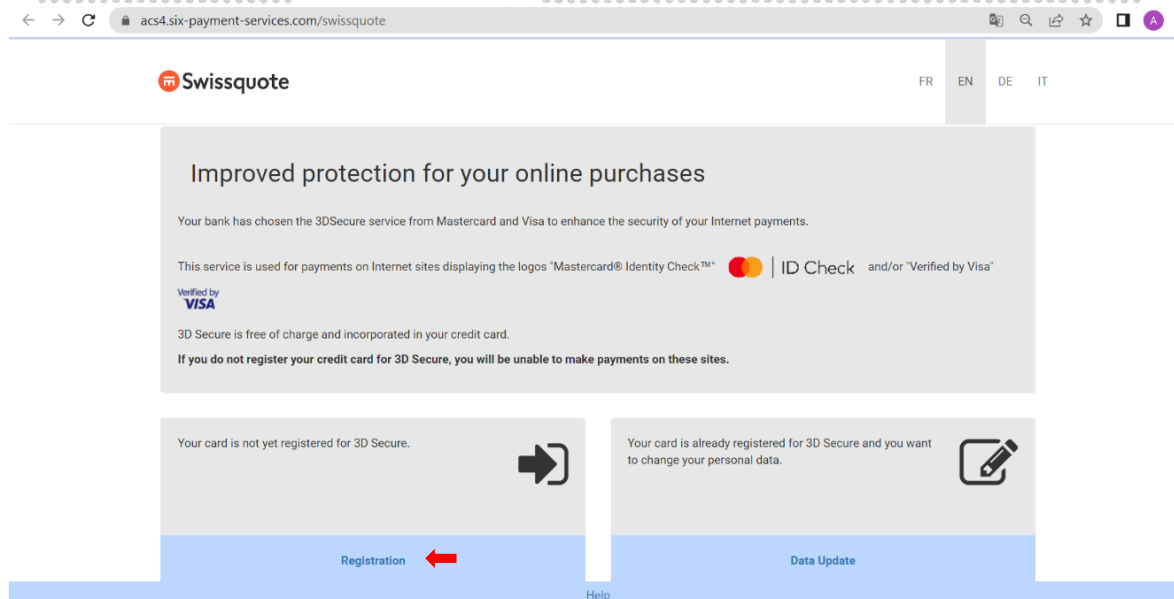 acs4.six-payment-services.com/swissquote
A
Swissquote
FR EN DE IT
Improved protection for your online purchases
Your bank has chosen the 3DSecure service from Mastercard and Visa to enhance the security of your Internet payments.
This service is used for payments on Internet sites displaying the logos "Mastercard® Identity Check™" ID Check and/or "Verified by Visa"
Verified by
VISA
3D Secure is free of charge and incorporated in your credit card.
If you do not register your credit card for 3D Secure, you will be unable to make payments on these sites.
Your card is not yet registered for 3D Secure.
Registration
Your card is already registered for 3D Secure and you want
to change your personal data.
Data Update
Help